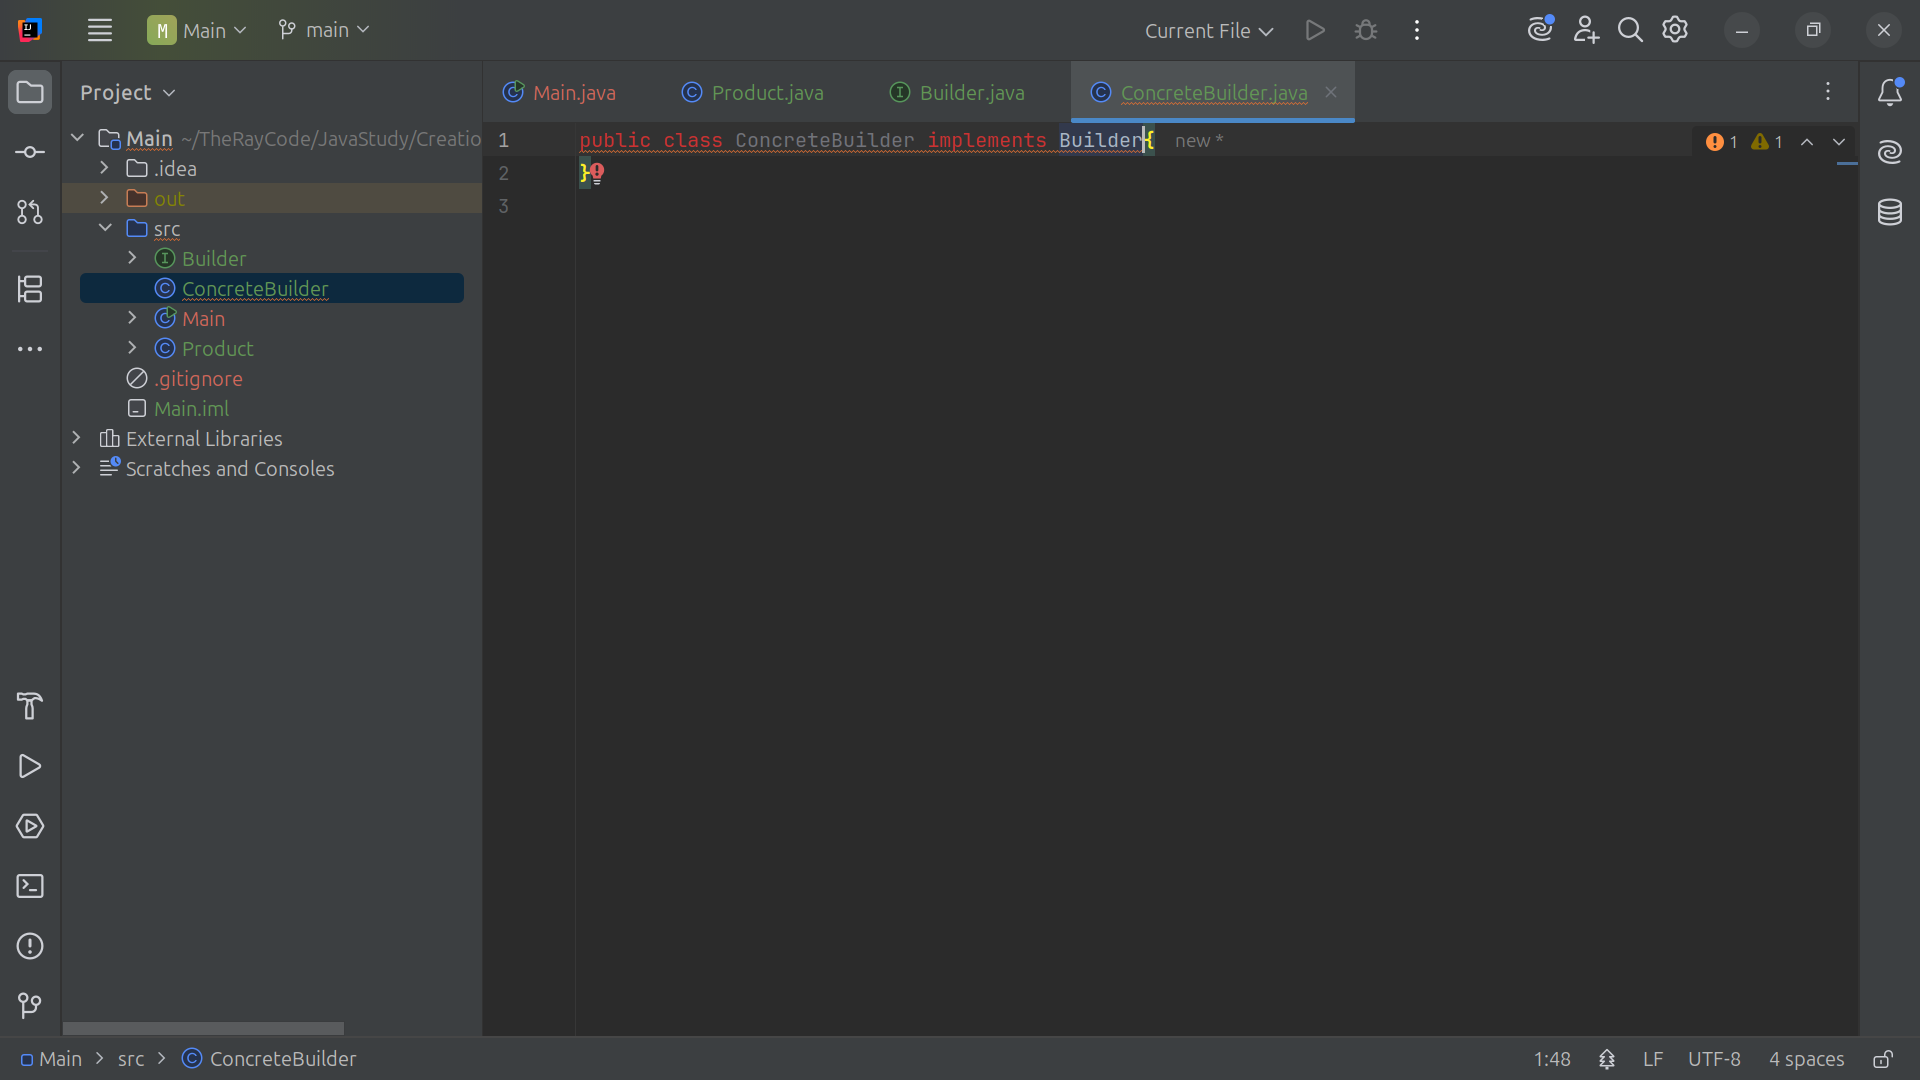 M Main
main
Current File
Project
Main.java
Product.java
Builder.java
ConcreteBuilder.java
Main ~/TheRayCode/JavaStudy/Creatio
.idea
out
src
Builder
ConcreteBuilder
Main
Product
.gitignore
Main.iml
External Libraries
Scratches and Consoles
1 public class ConcreteBuilder implements Builder{ new *
1 1
2 }
3
Main > src > ConcreteBuilder
1:48
LF
UTF-8
4 spaces